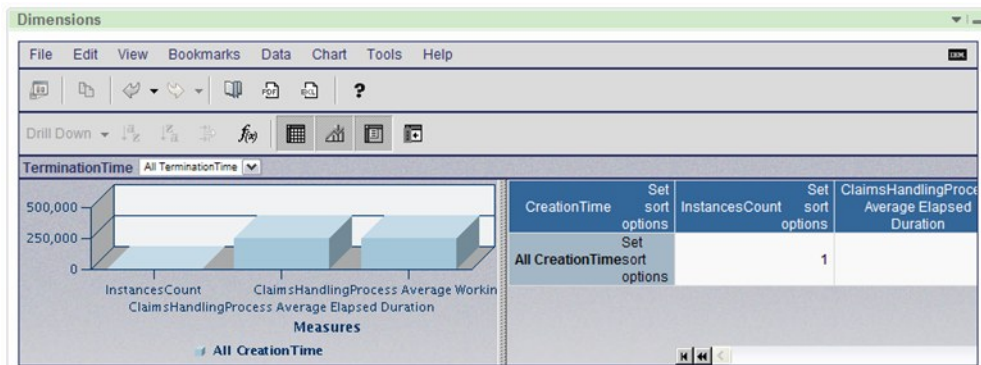 Dimensions
File Edit View Bookmarks Data Chart Tools Help
IBM
PDF
Drill Down
f(x)
TerminationTime All TerminationTime
500,000
250,000
0
InstancesCount ClaimsHandlingProcess Average Workin
ClaimsHandlingProcess Average Elapsed Duration
Measures
All CreationTime
CreationTime Set sort options
InstancesCount Set sort options
ClaimsHandlingProce
Average Elapsed
Duration
All CreationTime Set sort options
1